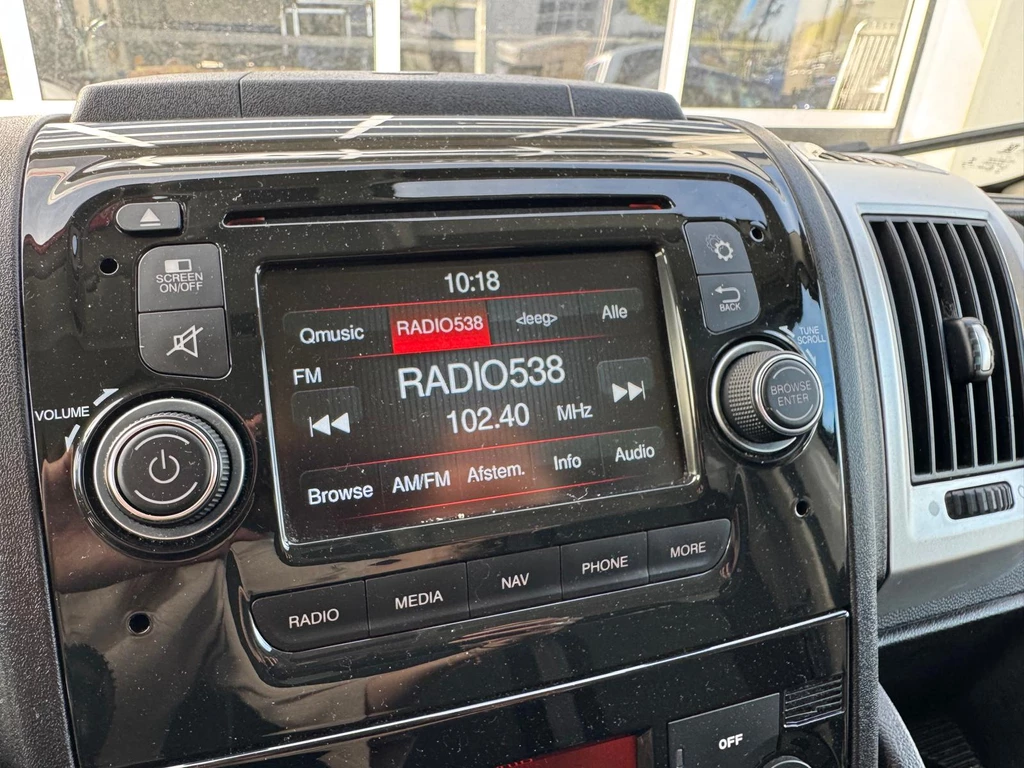 10:18
Qmusic RADIO538 <leeg> Alle
FM
RADIO538
102.40 MHz
Browse AM/FM Afstem. Info Audio
SCREEN
ON/OFF
VOLUME
BACK
TUNE
SCROLL
BROWSE
ENTER
RADIO MEDIA NAV PHONE MORE
OFF